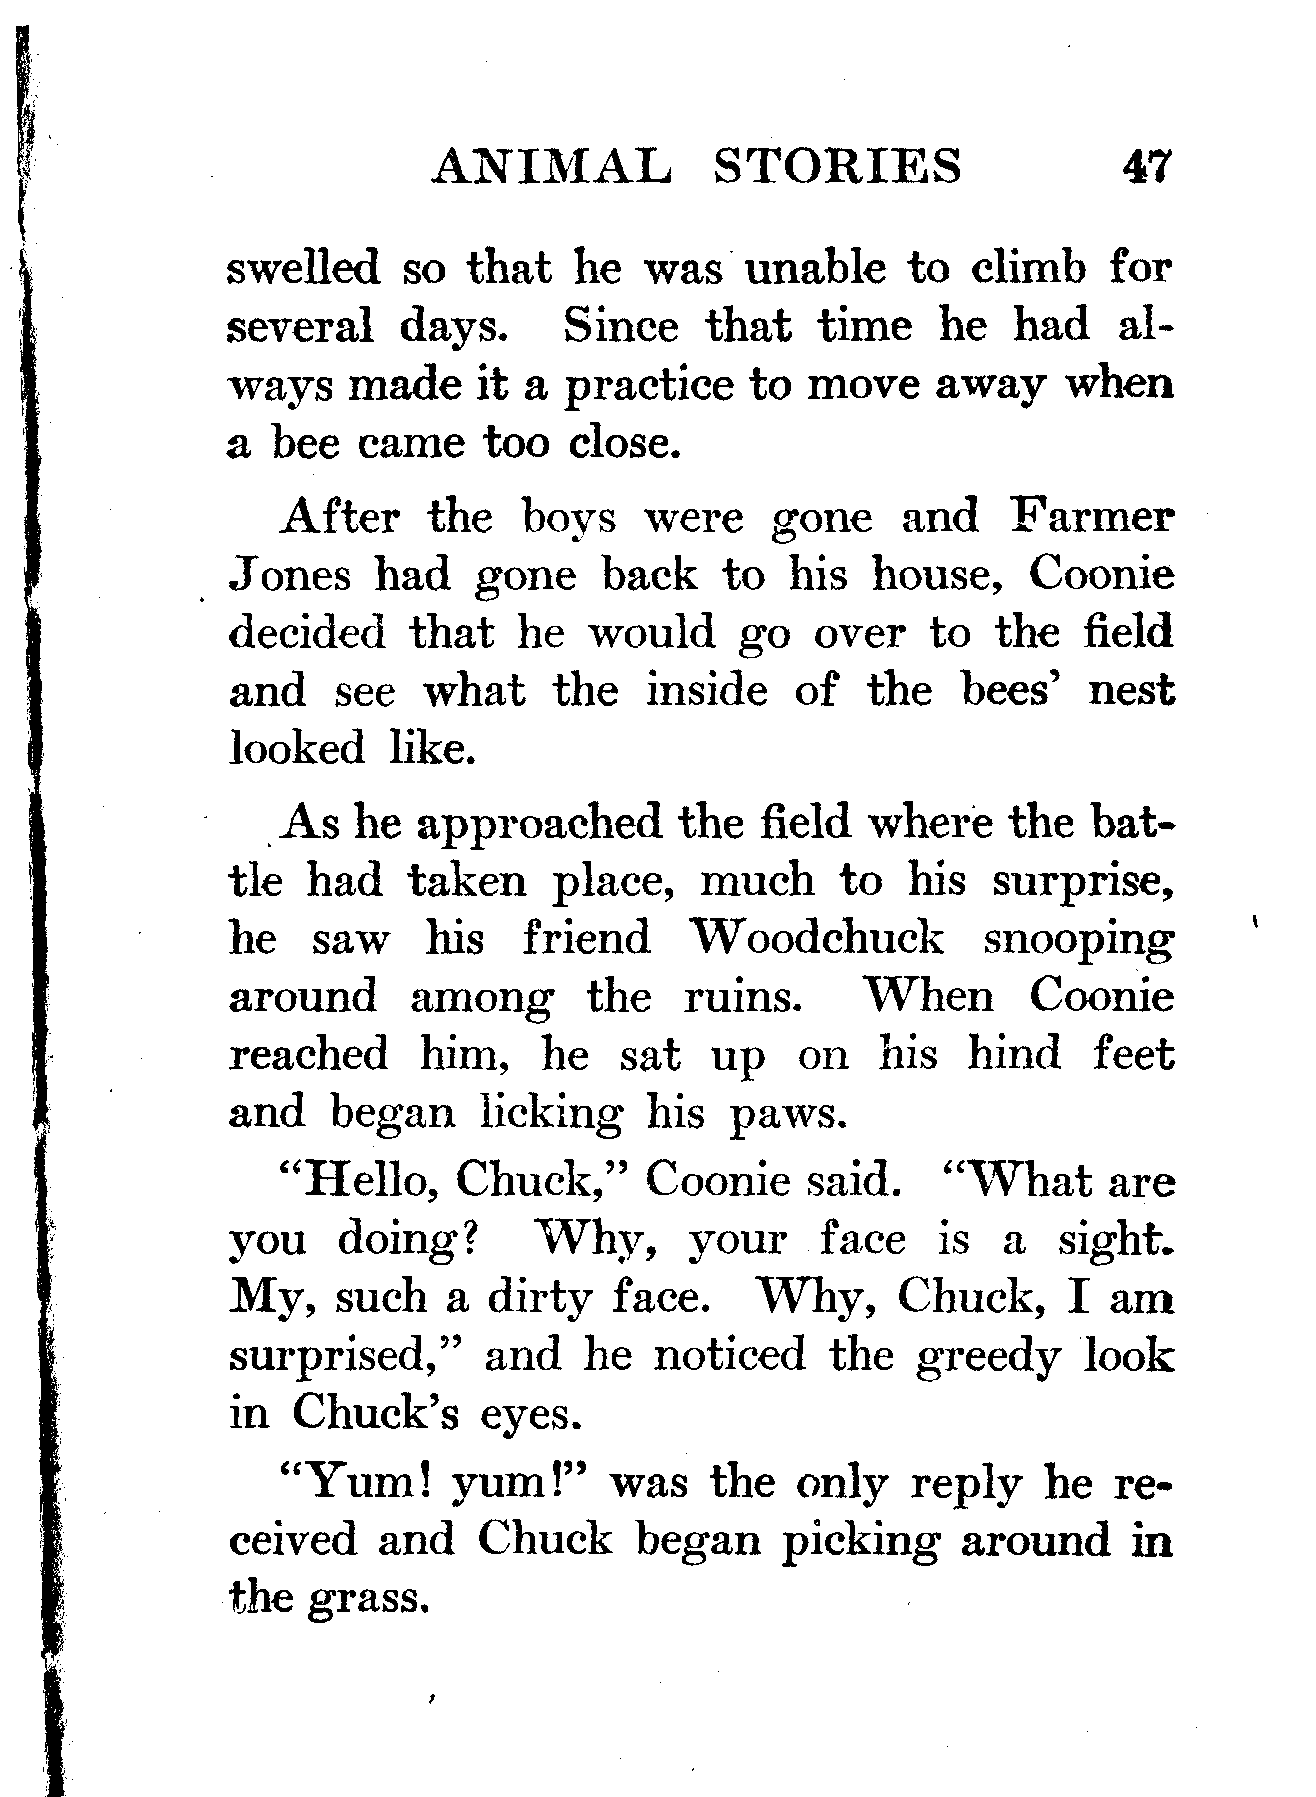 ANIMAL STORIES 47
swelled so that he was unable to climb for
several days. Since that time he had al-
ways made it a practice to move away when
a bee came too close.
After the boys were gone and Farmer
Jones had gone back to his house, Coonie
decided that he would go over to the field
and see what the inside of the bees' nest
looked like.
As he approached the field where the bat-
tle had taken place, much to his surprise,
he saw his friend Woodchuck snooping
around among the ruins. When Coonie
reached him, he sat up on his hind feet
and began licking his paws.
“Hello, Chuck,” Coonie said. “What are
you doing? Why, your face is a sight.
My, such a dirty face. Why, Chuck, I am
surprised,” and he noticed the greedy look
in Chuck's eyes.
“Yum! yum!” was the only reply he re-
ceived and Chuck began picking around in
the grass.